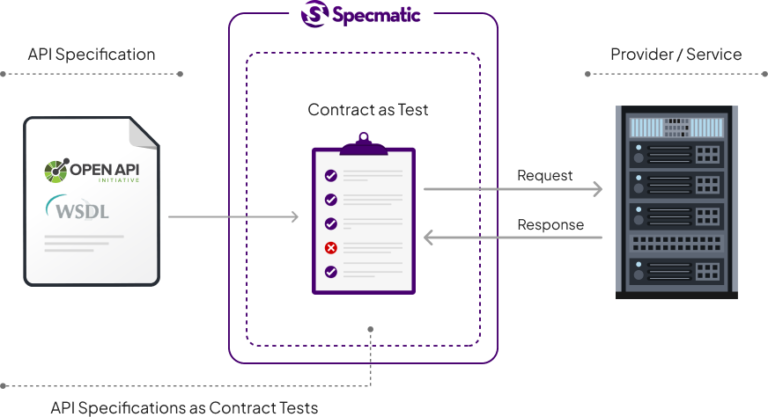 Specmatic
API Specification
Provider / Service
Contract as Test
OPEN API
INITIATIVE
WSDL
Request
Response
API Specifications as Contract Tests